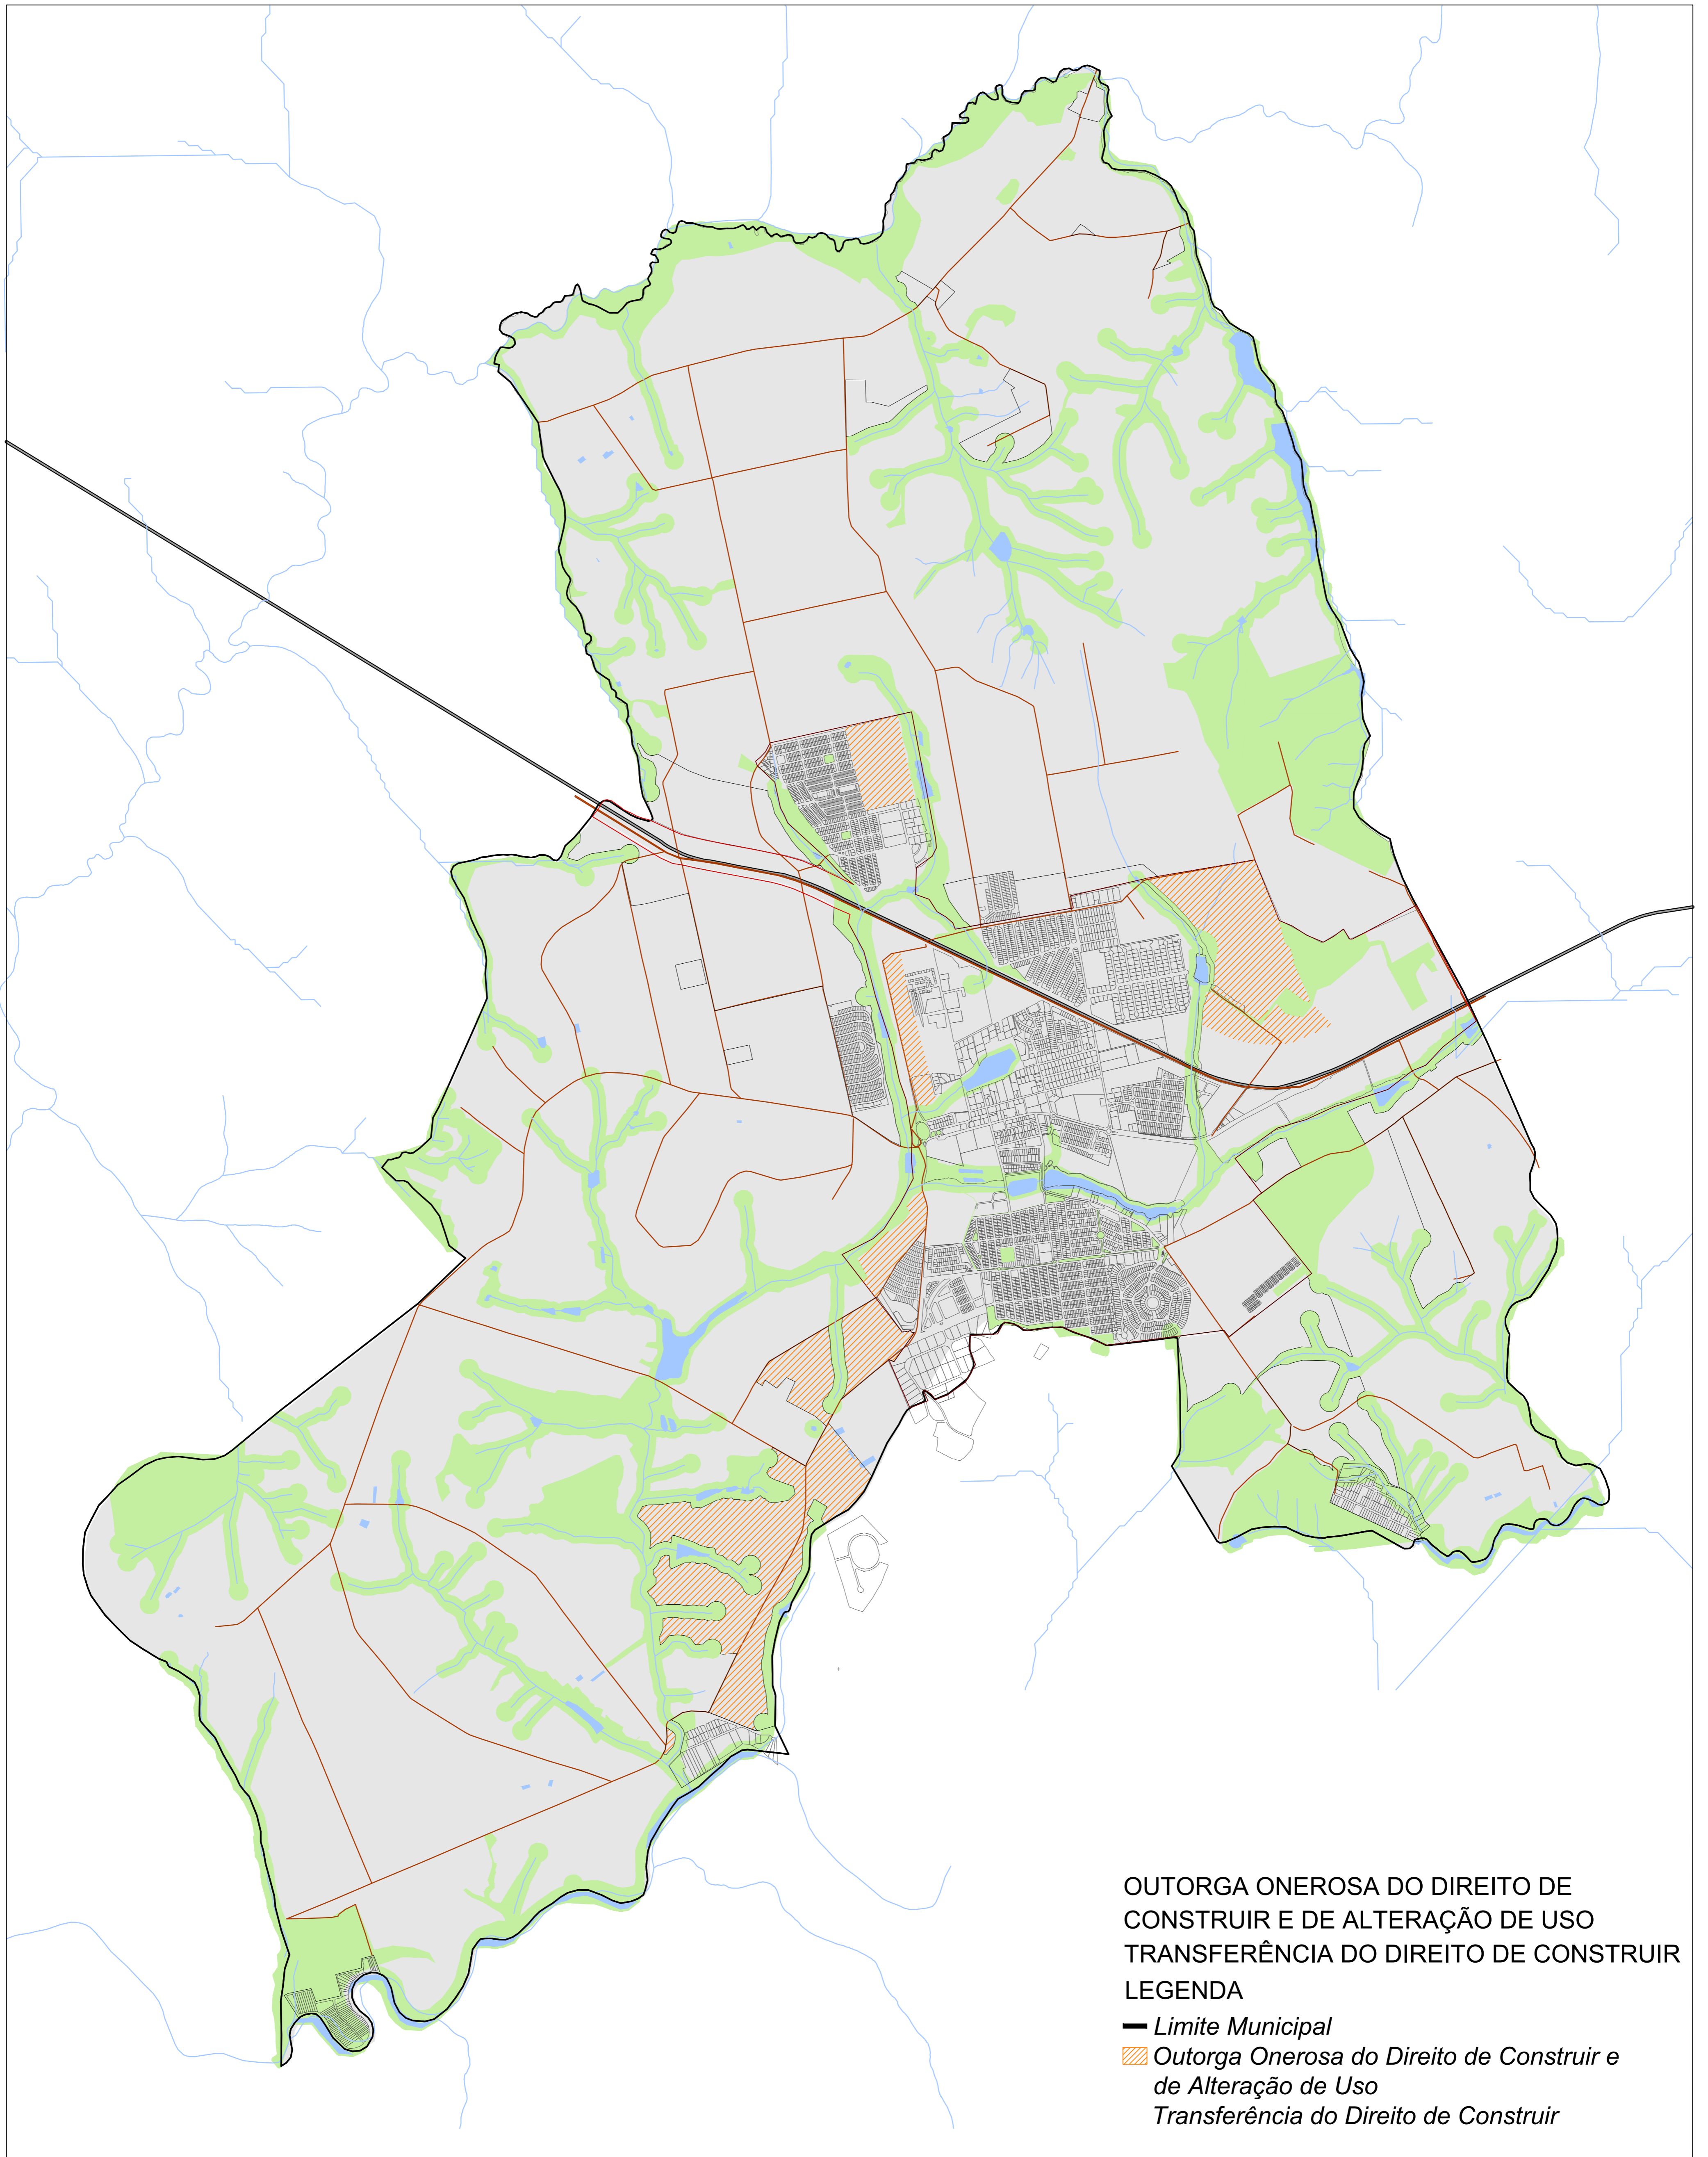 OUTORGA ONEROSA DO DIREITO DE
CONSTRUIR E DE ALTERAÇÃO DE USO
TRANSFERÊNCIA DO DIREITO DE CONSTRUIR
LEGENDA
Limite Municipal
Outorga Onerosa do Direito de Construir e
de Alteração de Uso
Transferência do Direito de Construir